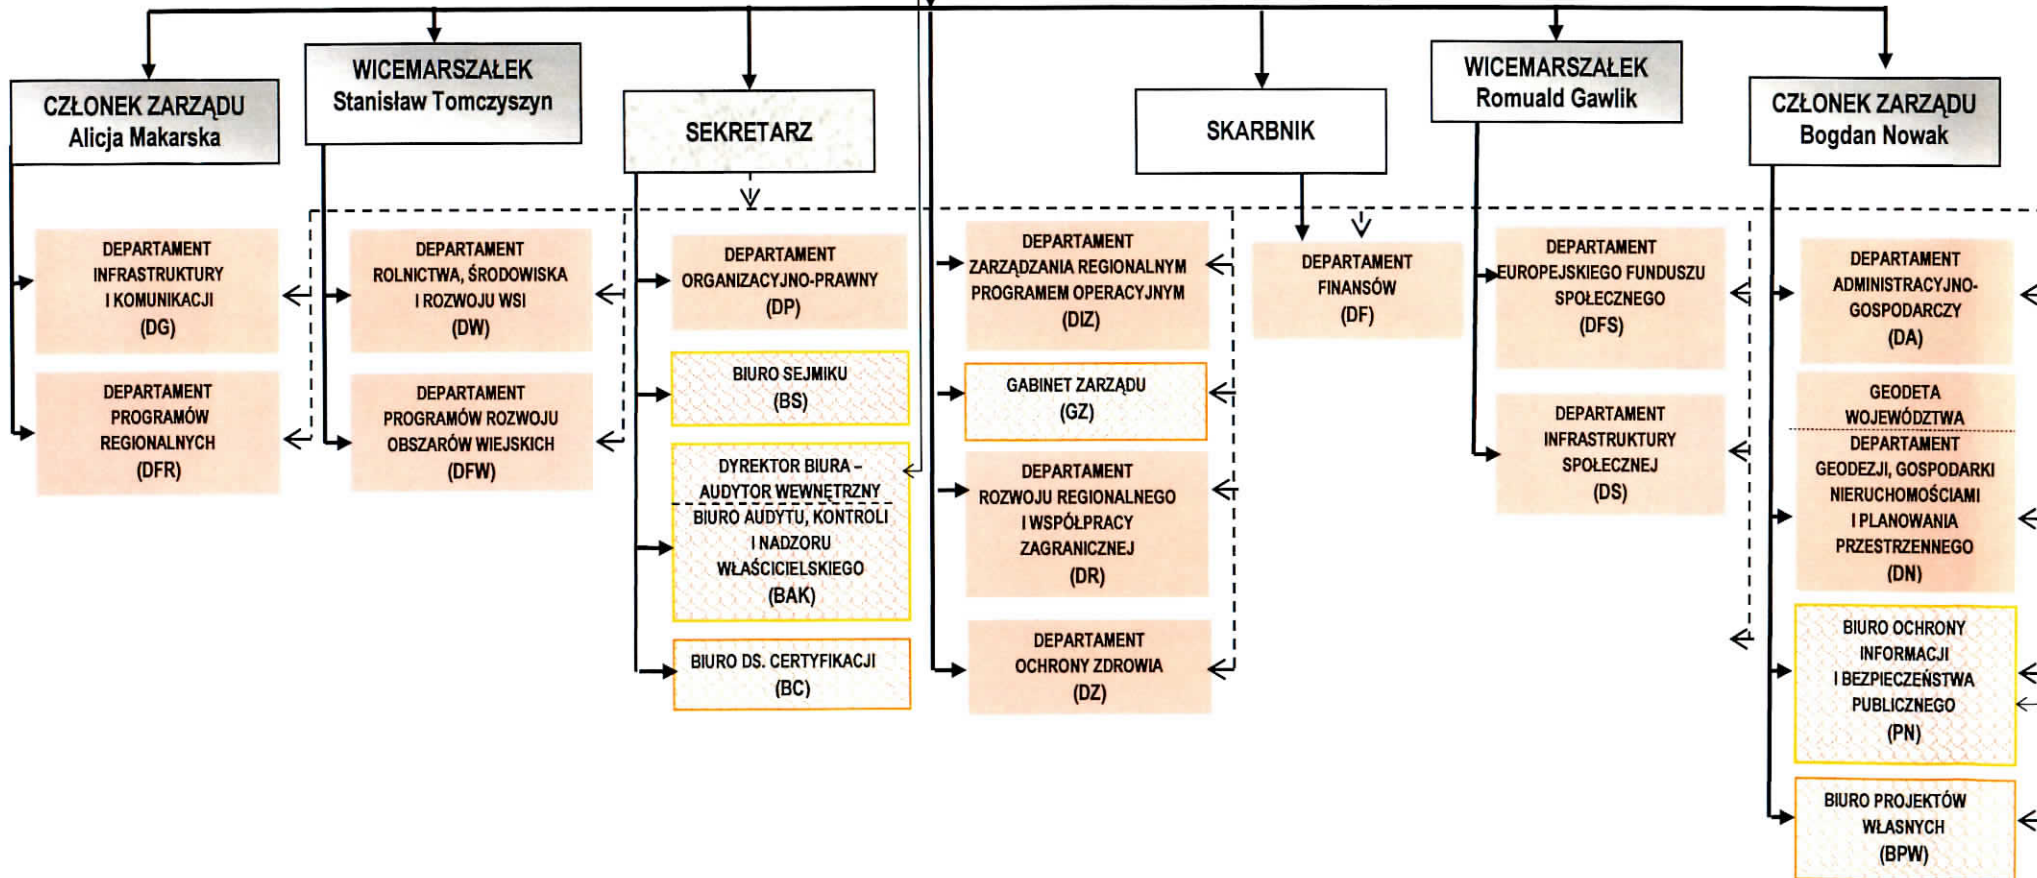 CZŁONEK ZARZĄDU
Alicja Makarska
WICEMARSZAŁEK
Stanisław Tomczyszyn
SEKRETARZ
SKARBNIK
WICEMARSZAŁEK
Romuald Gawlik
CZŁONEK ZARZĄDU
Bogdan Nowak
DEPARTAMENT
INFRASTRUKTURY
I KOMUNIKACJI
(DG)
DEPARTAMENT
PROGRAMÓW
REGIONALNYCH
(DFR)
DEPARTAMENT
ROLNICTWA, ŚRODOWISKA
I ROZWOJU WSI
(DW)
DEPARTAMENT
PROGRAMÓW ROZWOJU
OBSZARÓW WIEJSKICH
(DFW)
DEPARTAMENT
ORGANIZACYJNO-PRAWNY
(DP)
BIURO SEJMIKU
(BS)
DYREKTOR BIURA –
AUDYTOR WEWNĘTRZNY
BIURO AUDYTU, KONTROLI
I NADZORU
WŁAŚCICIELSKIEGO
(BAK)
BIURO DS. CERTYFIKACJI
(BC)
DEPARTAMENT
ZARZĄDZANIA REGIONALNYM
PROGRAMEM OPERACYJNYM
(DIZ)
GABINET ZARZĄDU
(GZ)
DEPARTAMENT
ROZWOJU REGIONALNEGO
I WSPÓŁPRACY
ZAGRANICZNEJ
(DR)
DEPARTAMENT
OCHRONY ZDROWIA
(DZ)
DEPARTAMENT
FINANSÓW
(DF)
DEPARTAMENT
EUROPEJSKIEGO FUNDUSZU
SPOŁECZNEGO
(DFS)
DEPARTAMENT
INFRASTRUKTURY
SPOŁECZNEJ
(DS)
DEPARTAMENT
ADMINISTRACYJNO-
GOSPODARCZY
(DA)
GEODETA
WOJEWÓDZTWA
DEPARTAMENT
GEODEZJI, GOSPODARKI
NIERUCHOMOŚCIAMI
I PLANOWANIA
PRZESTRZENNEGO
(DN)
BIURO OCHRONY
INFORMACJI
I BEZPIECZEŃSTWA
PUBLICZNEGO
(PN)
BIURO PROJEKTÓW
WŁASNYCH
(BPW)